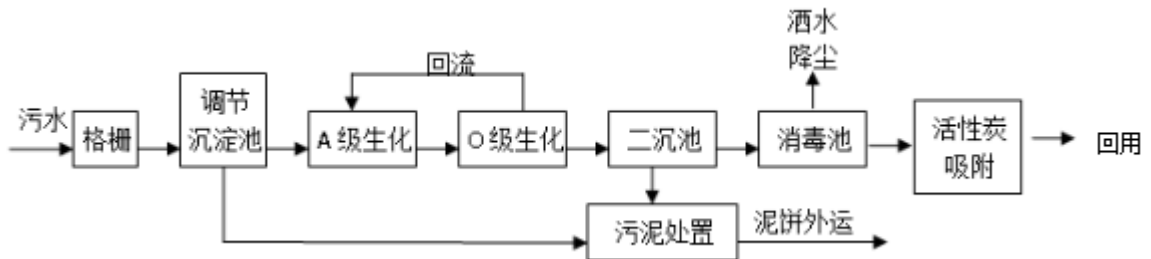 洒水
降尘
回流
污水
格栅
调节
沉淀池
A级生化
O级生化
二沉池
消毒池
活性炭
吸附
回用
污泥处置
泥饼外运